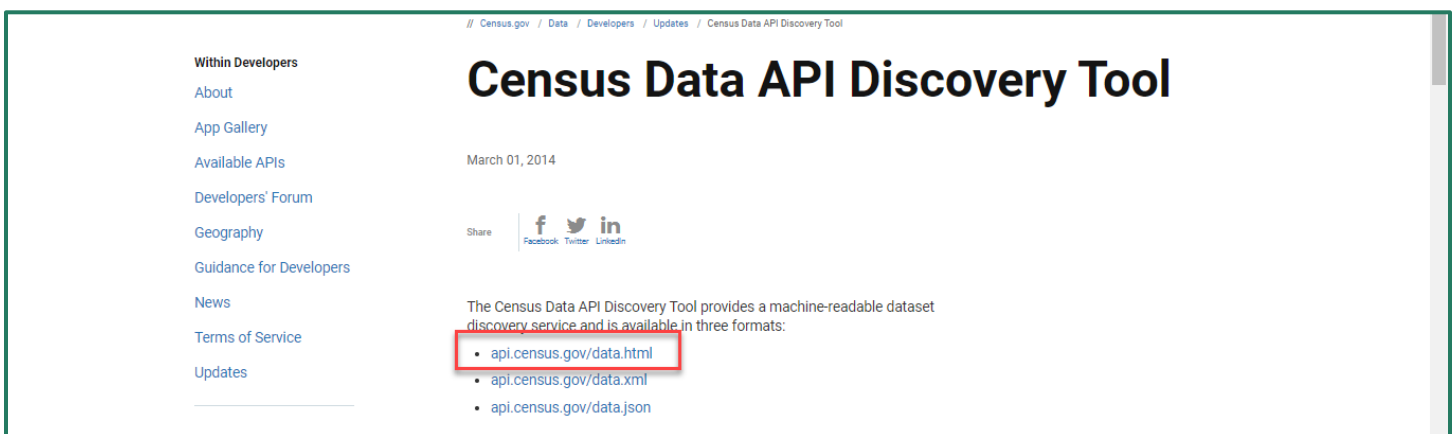 // Census.gov / Data / Developers / Updates / Census Data API Discovery Tool
Within Developers
About
App Gallery
Available APIs
Developers' Forum
Geography
Guidance for Developers
News
Terms of Service
Updates
Census Data API Discovery Tool
March 01, 2014
Share
Facebook Twitter LinkedIn
The Census Data API Discovery Tool provides a machine-readable dataset
discovery service and is available in three formats:
• api.census.gov/data.html
• api.census.gov/data.xml
• api.census.gov/data.json